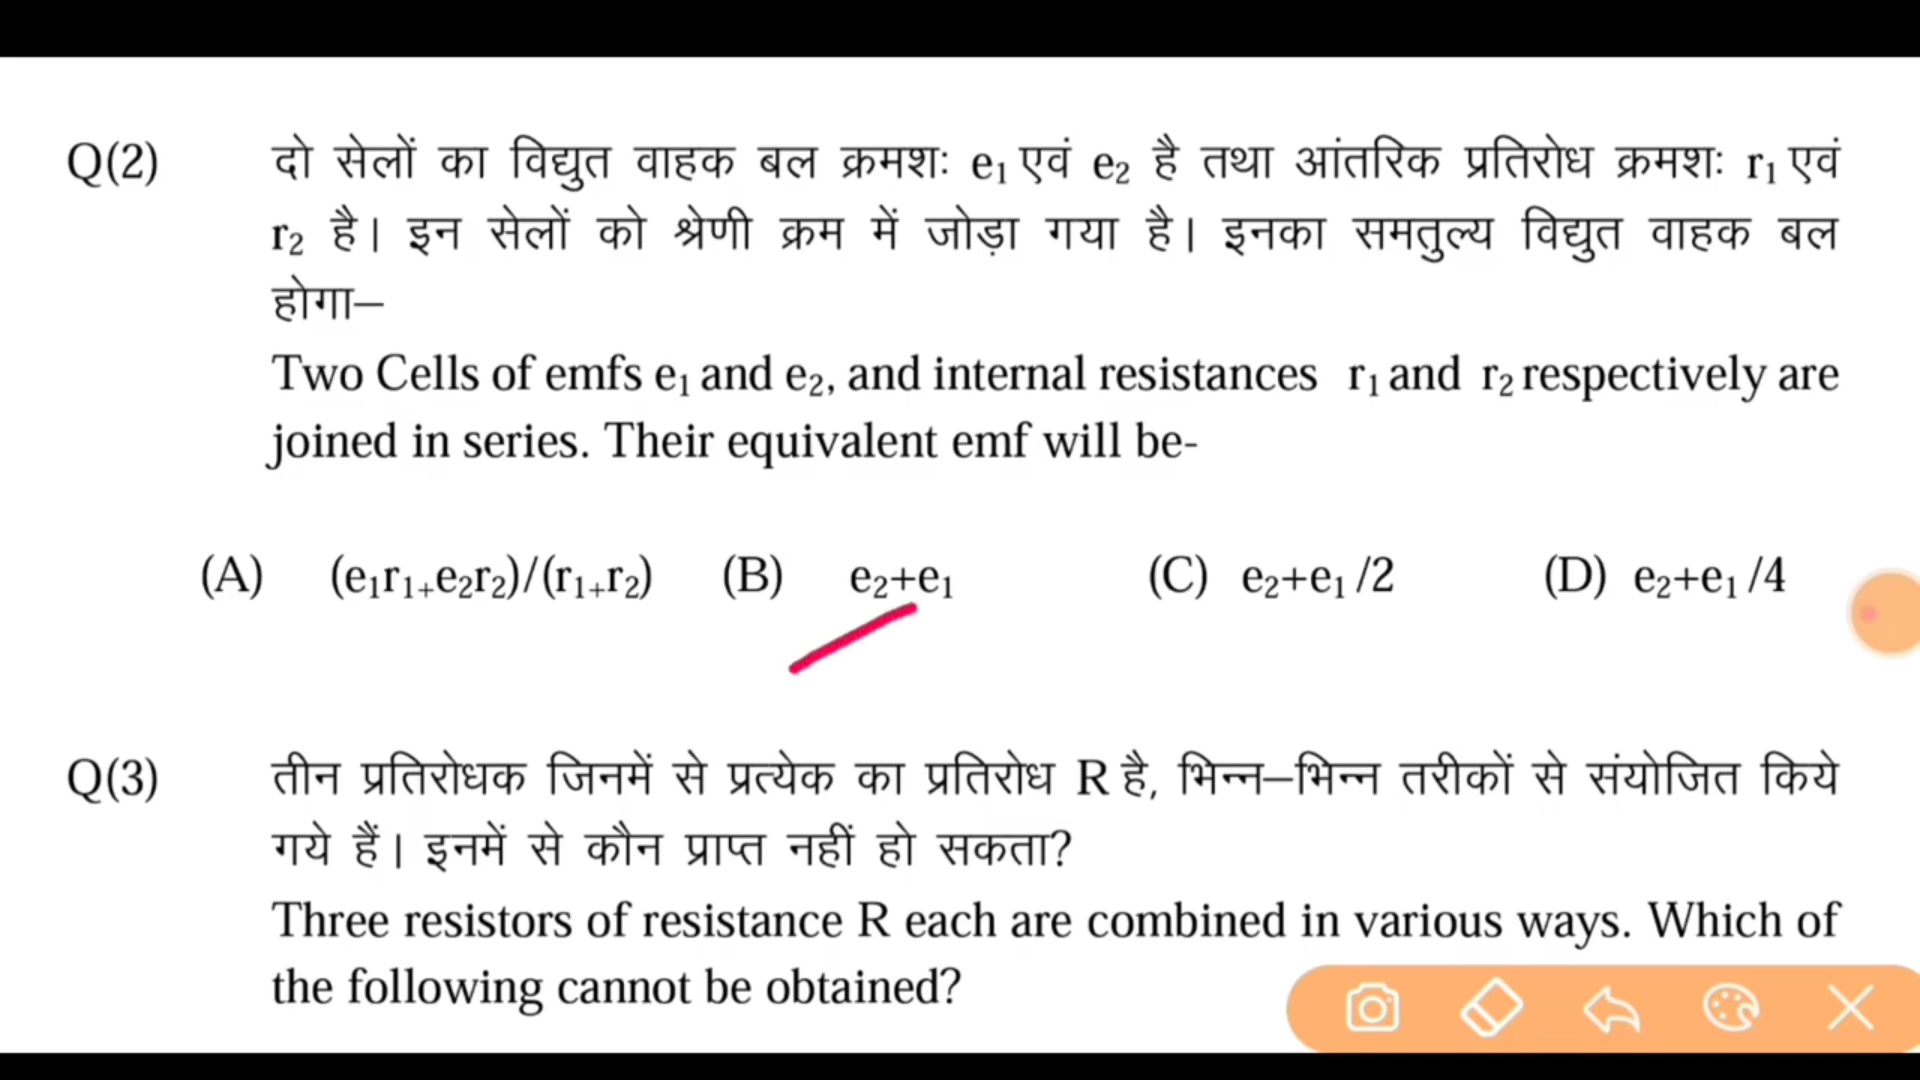 Q(2) दो सेलों का विद्युत वाहक बल क्रमशः e₁ एवं e₂ है तथा आंतरिक प्रतिरोध क्रमशः r₁ एवं
r₂ है। इन सेलों को श्रेणी क्रम में जोड़ा गया है। इनका समतुल्य विद्युत वाहक बल
होगा–
Two Cells of emfs e₁ and e₂, and internal resistances r₁ and r₂ respectively are
joined in series. Their equivalent emf will be-
(A) (e₁r₁₊e₂r₂)/(r₁₊r₂) (B) e₂+e₁ (C) e₂+e₁ /2 (D) e₂+e₁ /4
Q(3) तीन प्रतिरोधक जिनमें से प्रत्येक का प्रतिरोध R है, भिन्न–भिन्न तरीकों से संयोजित किये
गये हैं। इनमें से कौन प्राप्त नहीं हो सकता?
Three resistors of resistance R each are combined in various ways. Which of
the following cannot be obtained?